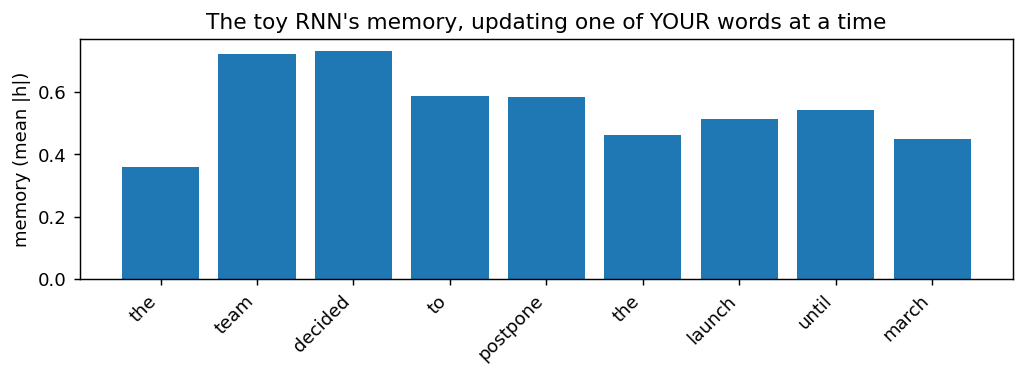 The toy RNN's memory, updating one of YOUR words at a time
memory (mean |h|)
0.6
0.4
0.2
0.0
the
team
decided
to
postpone
the
launch
until
march